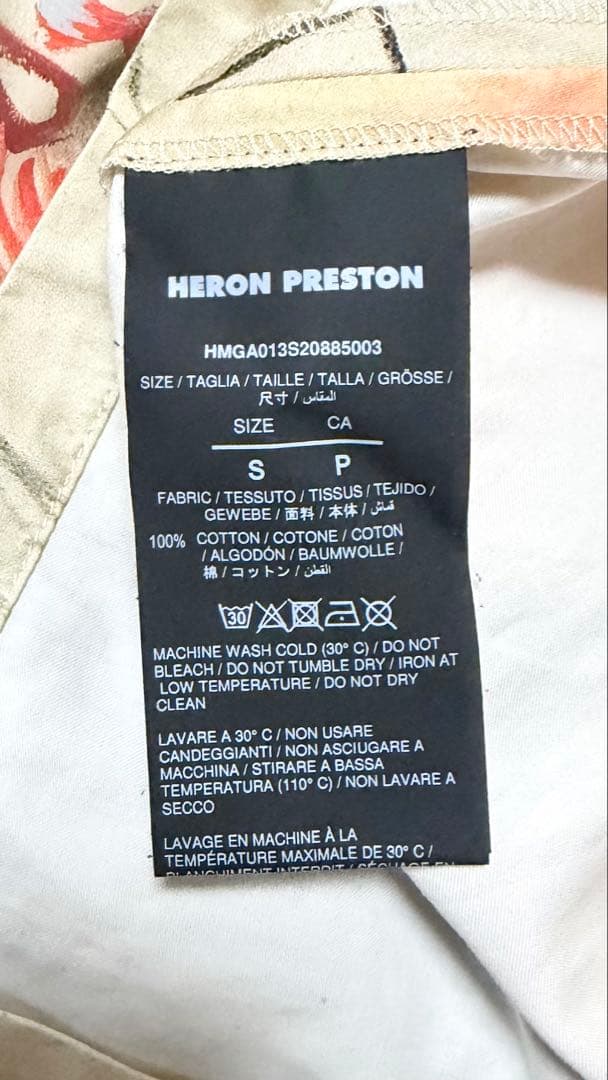 HERON PRESTON
HMGA013S20885003
SIZE / TAGLIA / TAILLE / TALLA / GRÖSSE /
尺寸 / المقاس /
SIZE CA
S P
FABRIC / TESSUTO / TISSUS / TEJIDO /
GEWEBE / 面料 / 本体 / قماش
100% COTTON / COTONE / COTON
/ ALGODÓN / BAUMWOLLE /
棉 / コットン / القطن
30
MACHINE WASH COLD (30° C) / DO NOT
BLEACH / DO NOT TUMBLE DRY / IRON AT
LOW TEMPERATURE / DO NOT DRY
CLEAN
LAVARE A 30° C / NON USARE
CANDEGGIANTI / NON ASCIUGARE A
MACCHINA / STIRARE A BASSA
TEMPERATURA (110° C) / NON LAVARE A
SECCO
LAVAGE EN MACHINE À LA
TEMPÉRATURE MAXIMALE DE 30° C /
BLANCHIMENT INTERDIT / SÉCHAGE EN